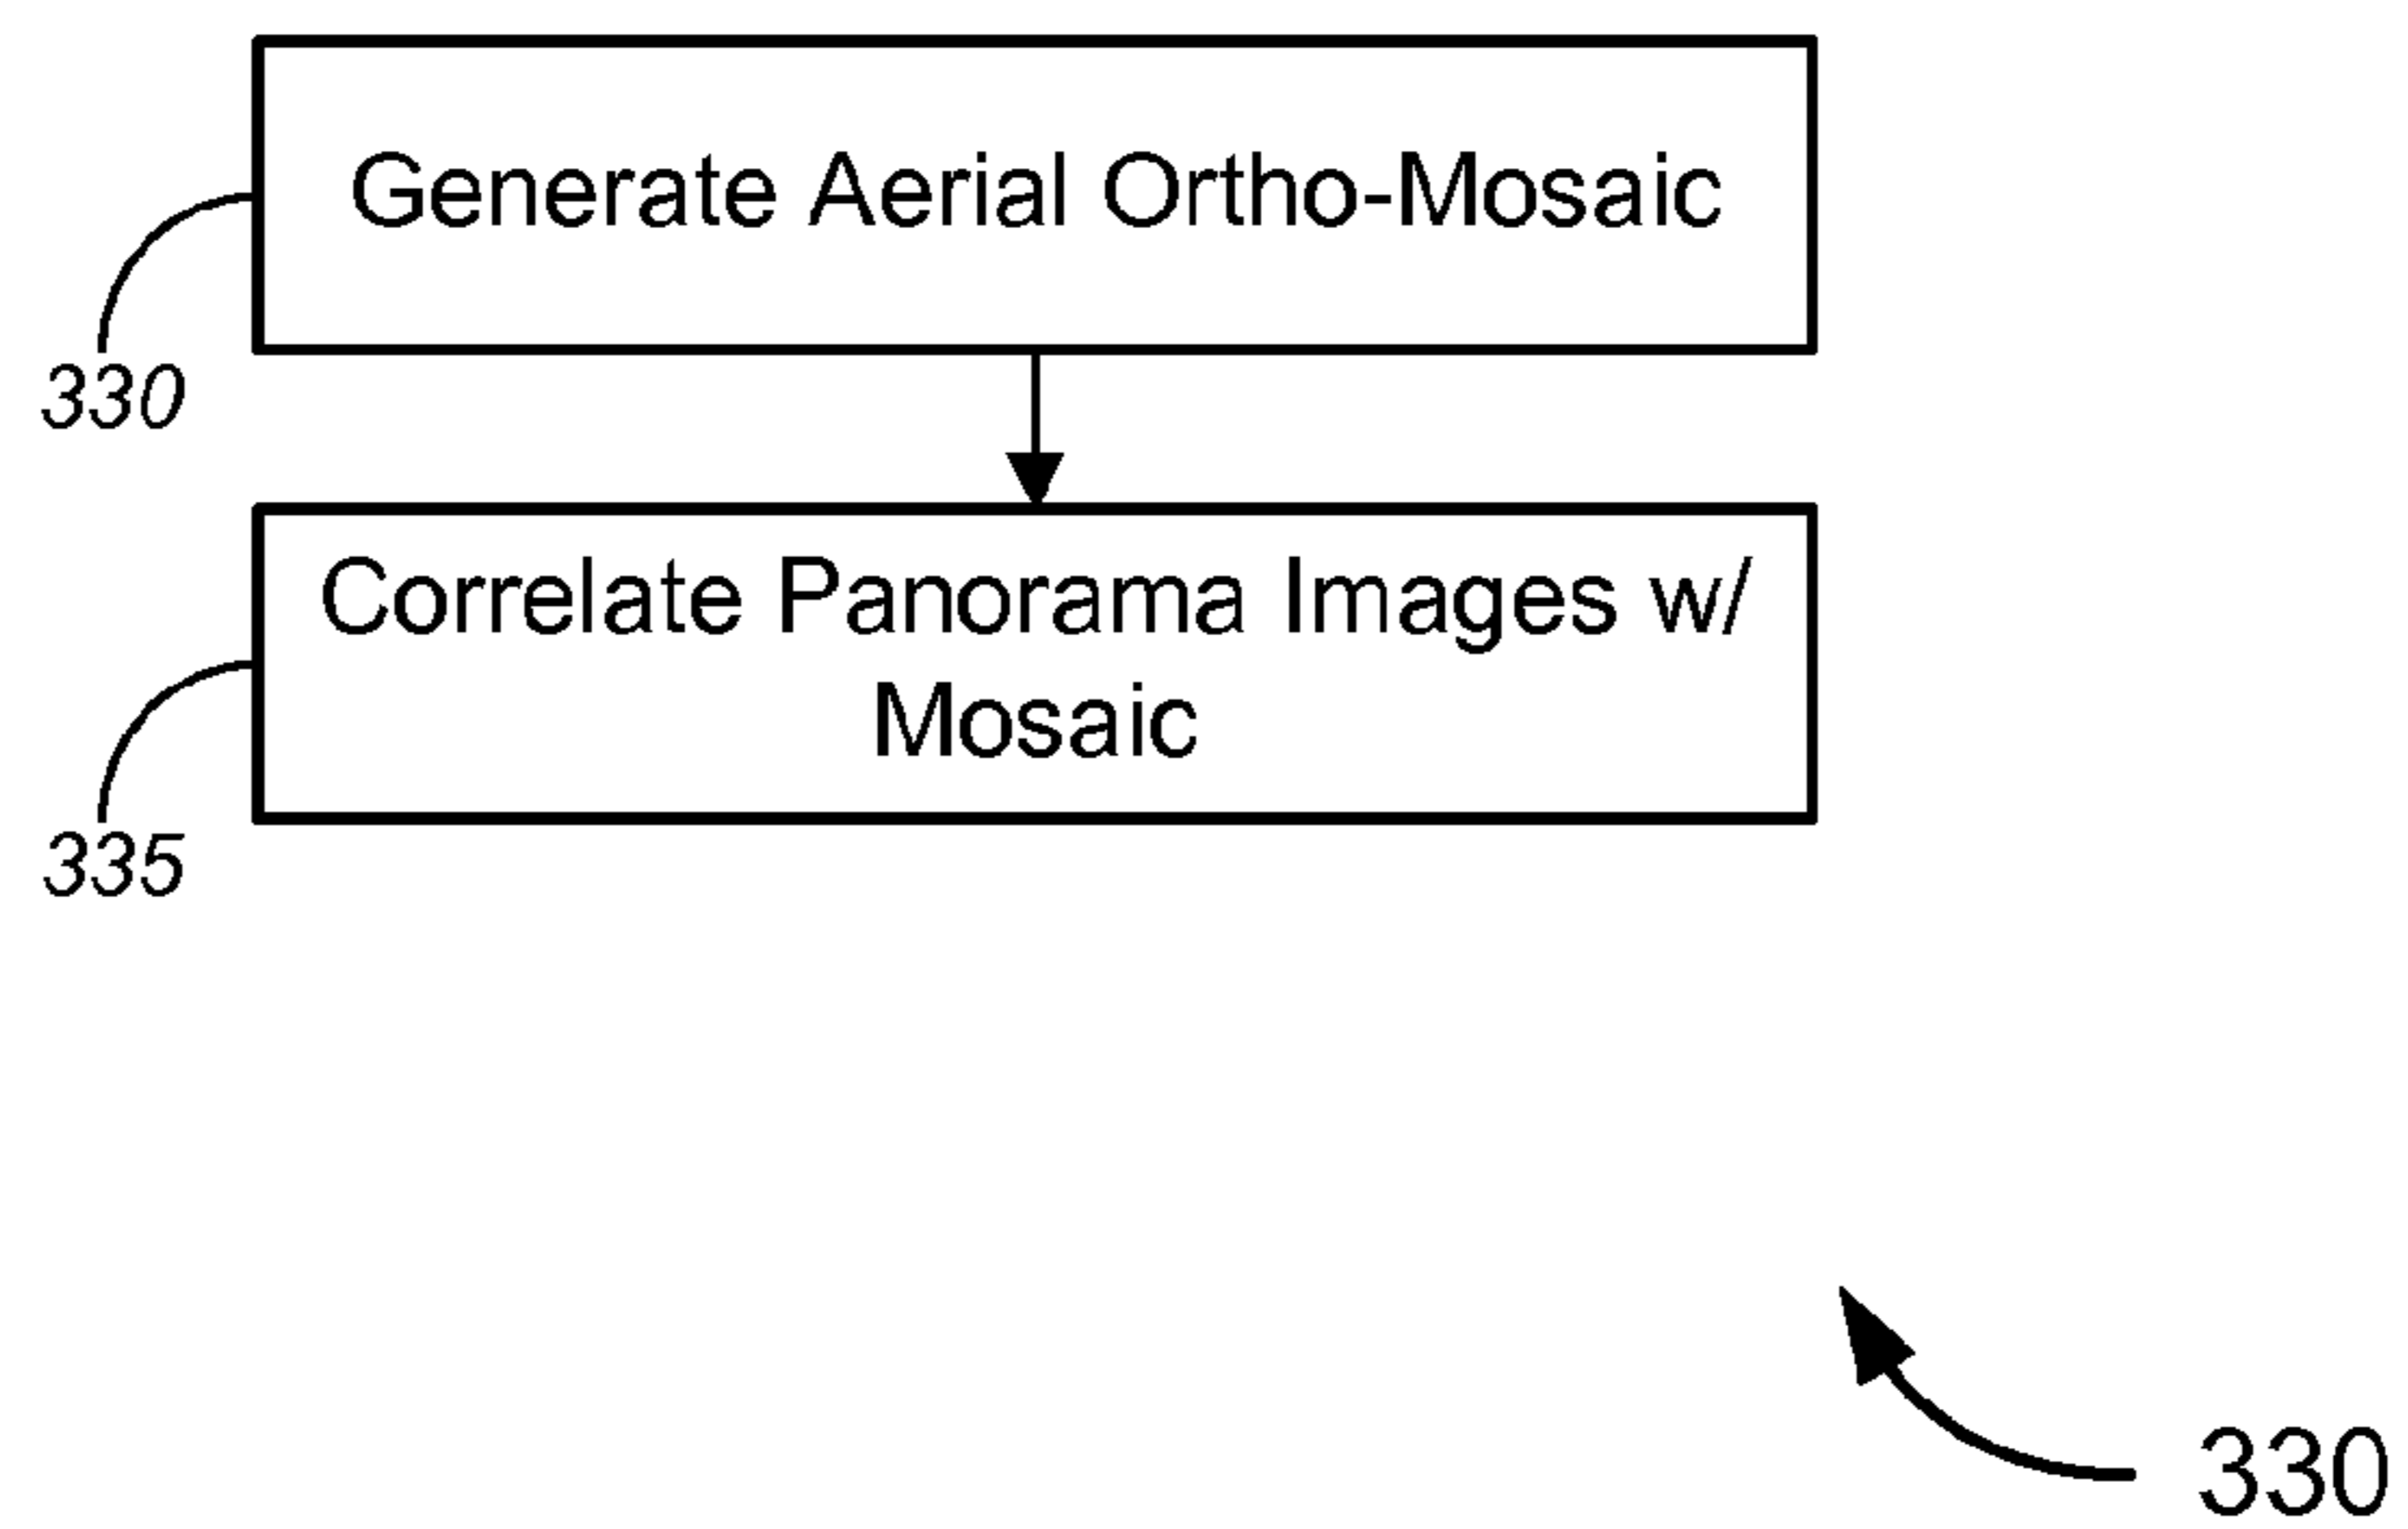 Generate Aerial Ortho-Mosaic
330
Correlate Panorama Images w/
Mosaic
335
330